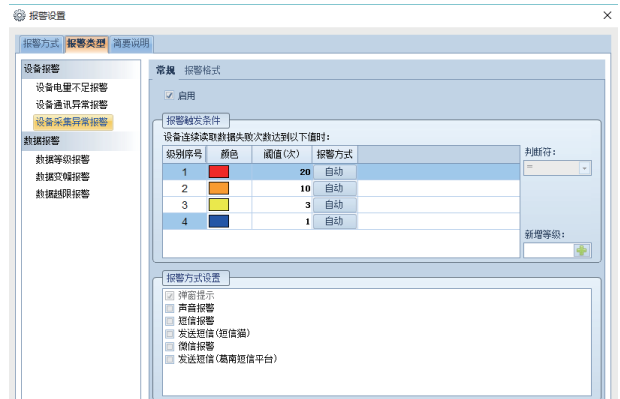 报警设置
报警方式 报警类型 简要说明
设备报警
设备电量不足报警
设备通讯异常报警
设备采集异常报警
数据报警
数据等级报警
数据变幅报警
数据越限报警
常规 报警格式
启用
报警触发条件
设备连续读取数据失败次数达到以下值时：
级别序号 颜色 阈值(次) 报警方式
1 20 自动
2 10 自动
3 3 自动
4 1 自动
判断符：
=
新增等级：
报警方式设置
弹窗提示
声音报警
短信报警
发送短信(短信猫)
微信报警
发送短信(葛南短信平台)